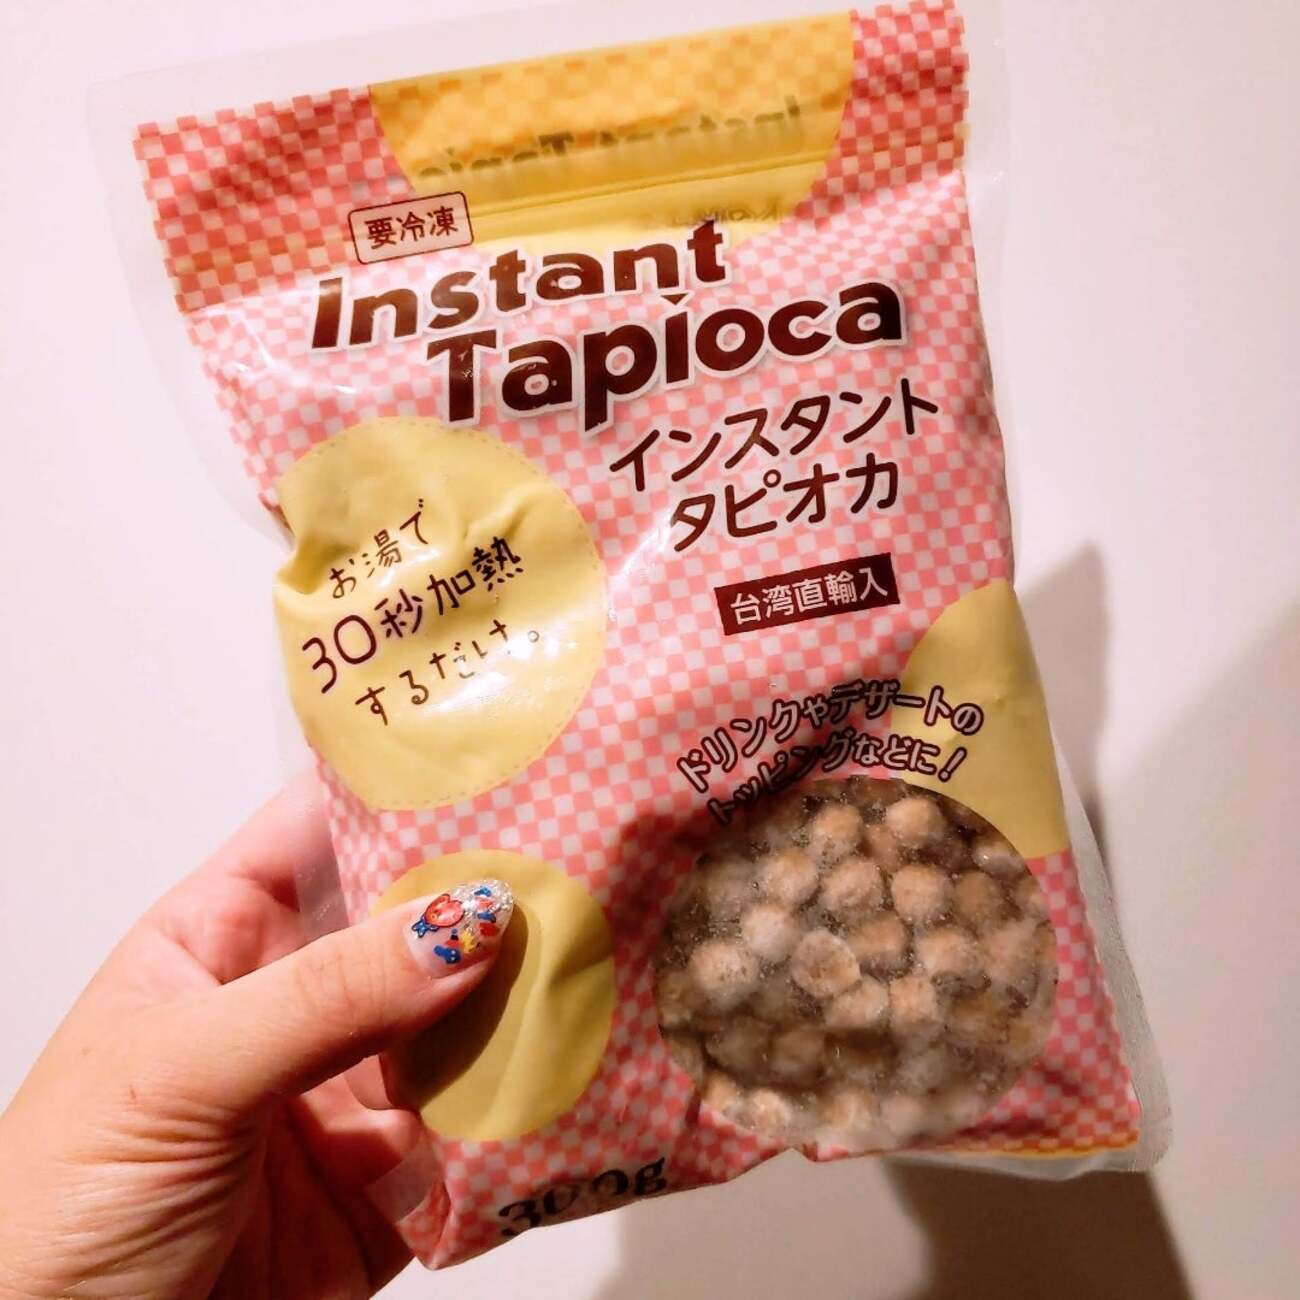 要冷凍
Instant
Tapioca
インスタント
タピオカ
台湾直輸入
お湯で
30秒加熱
するだけ。
ドリンクやデザートの
トッピングなどに!
300g